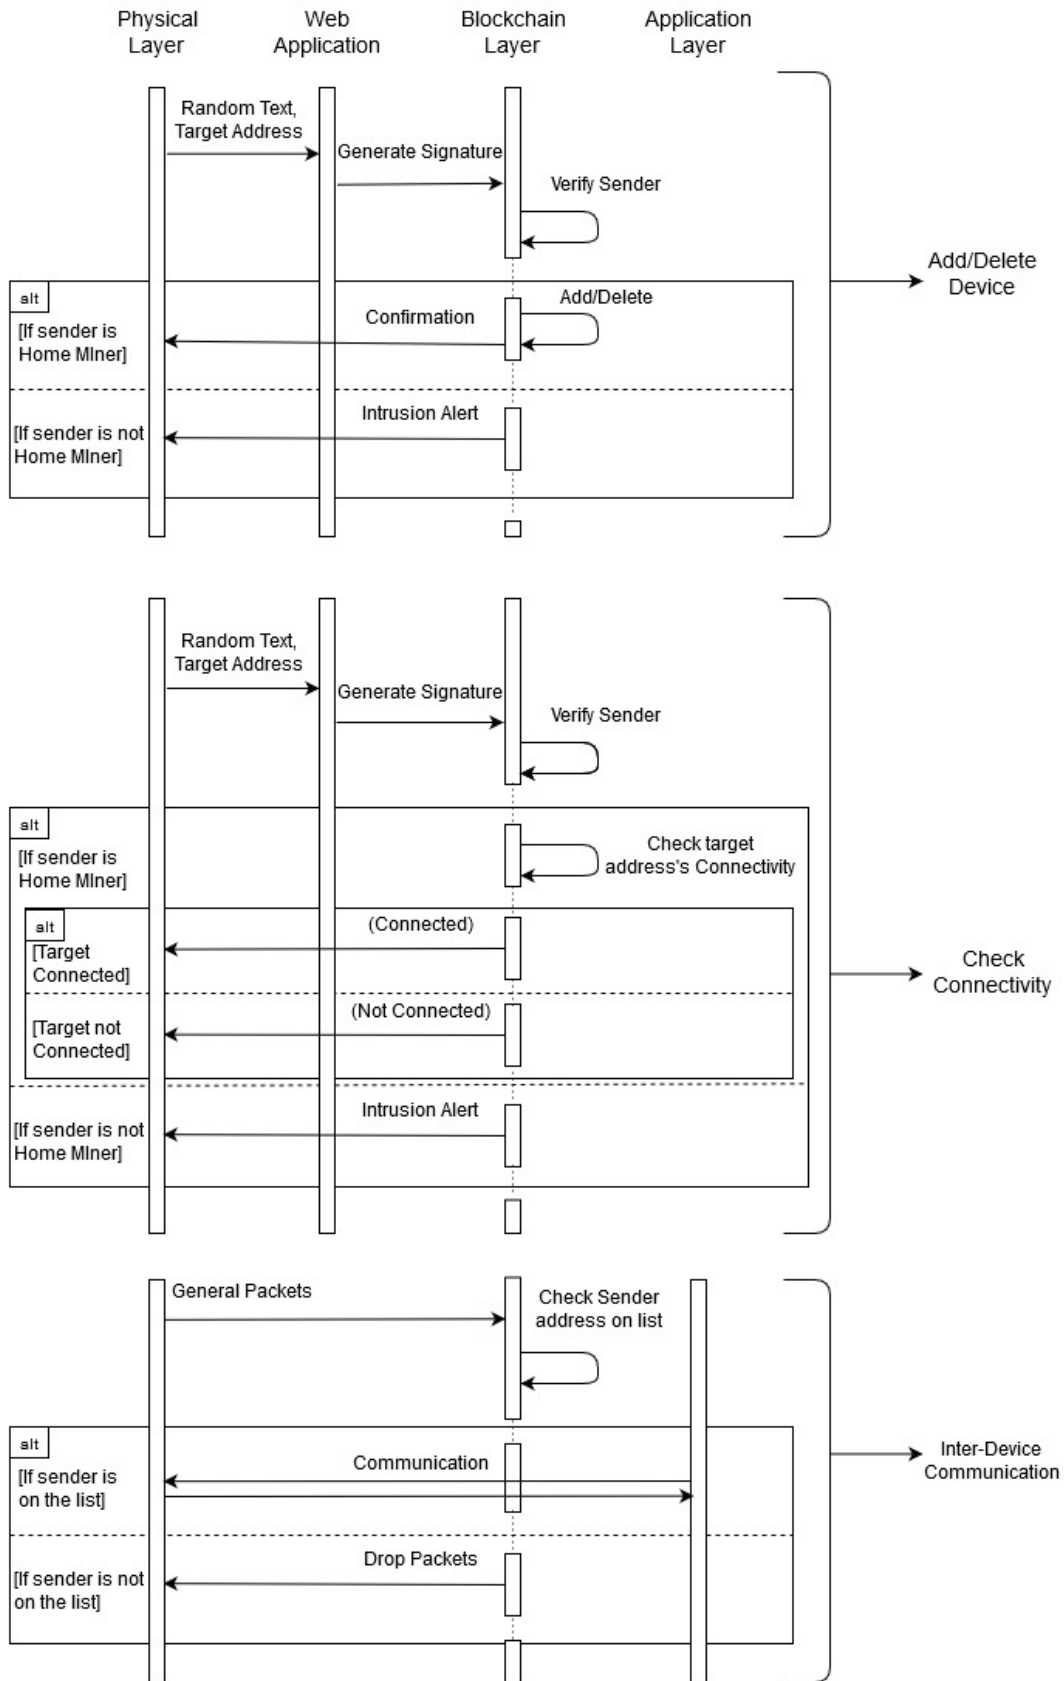 Physical
Layer
Web
Application
Blockchain
Layer
Application
Layer
Random Text,
Target Address
Generate Signature
Verify Sender
Add/Delete
Device
alt
[If sender is
Home MIner]
Confirmation
Add/Delete
[If sender is not
Home MIner]
Intrusion Alert
Random Text,
Target Address
Generate Signature
Verify Sender
alt
[If sender is
Home MIner]
Check target
address's Connectivity
alt
[Target
Connected]
(Connected)
Check
Connectivity
[Target not
Connected]
(Not Connected)
[If sender is not
Home MIner]
Intrusion Alert
General Packets
Check Sender
address on list
alt
[If sender is
on the list]
Communication
Inter-Device
Communication
[If sender is not
on the list]
Drop Packets